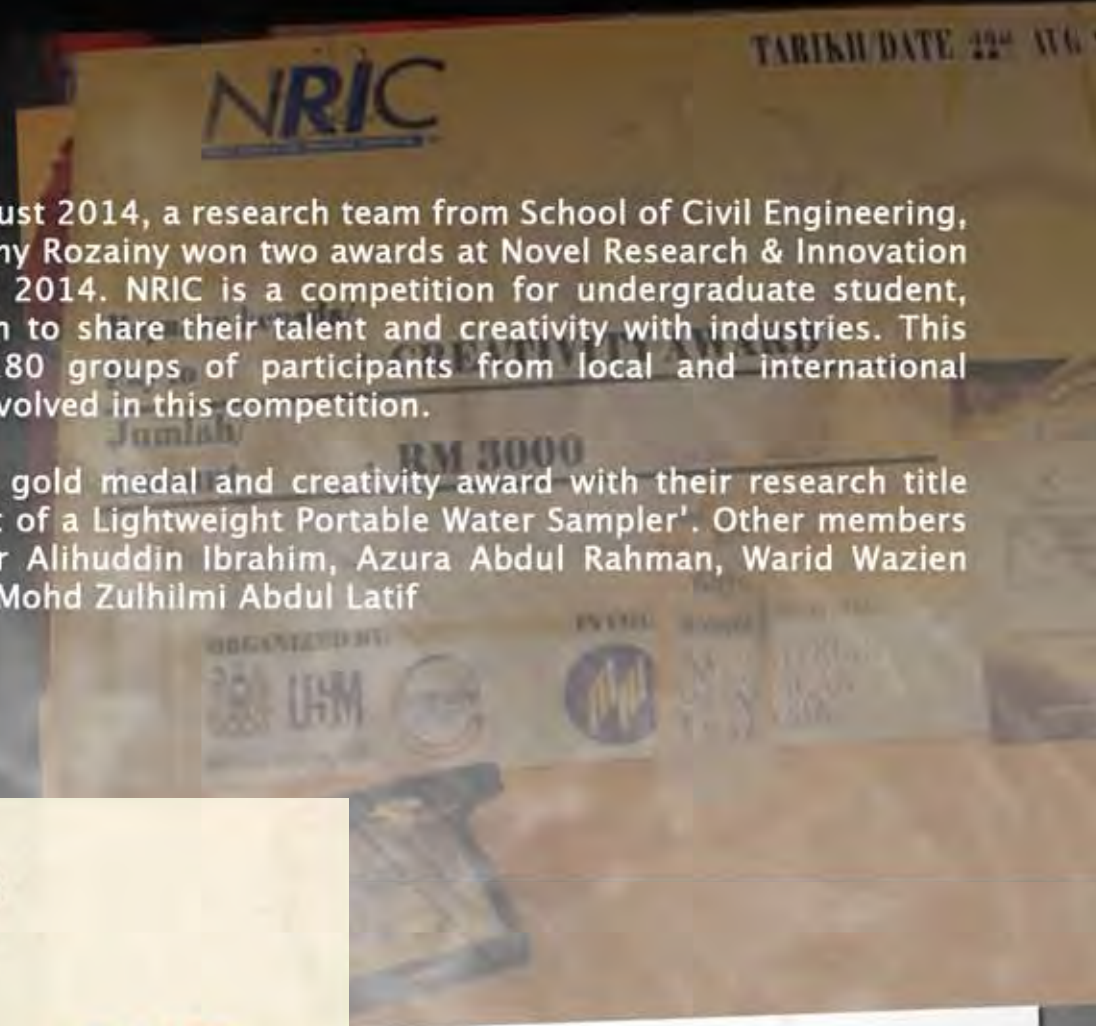 NRIC
TARIKH/DATE 22nd AUG
ust 2014, a research team from School of Civil Engineering,
ny Rozainy won two awards at Novel Research & Innovation
2014. NRIC is a competition for undergraduate student,
n to share their talent and creativity with industries. This
80 groups of participants from local and international
volved in this competition.
CREATIVITY AWARD
Jumlah/
RM 3000
gold medal and creativity award with their research title
t of a Lightweight Portable Water Sampler'. Other members
r Alihuddin Ibrahim, Azura Abdul Rahman, Warid Wazien
Mohd Zulhilmi Abdul Latif
ORGANIZED BY:
USM